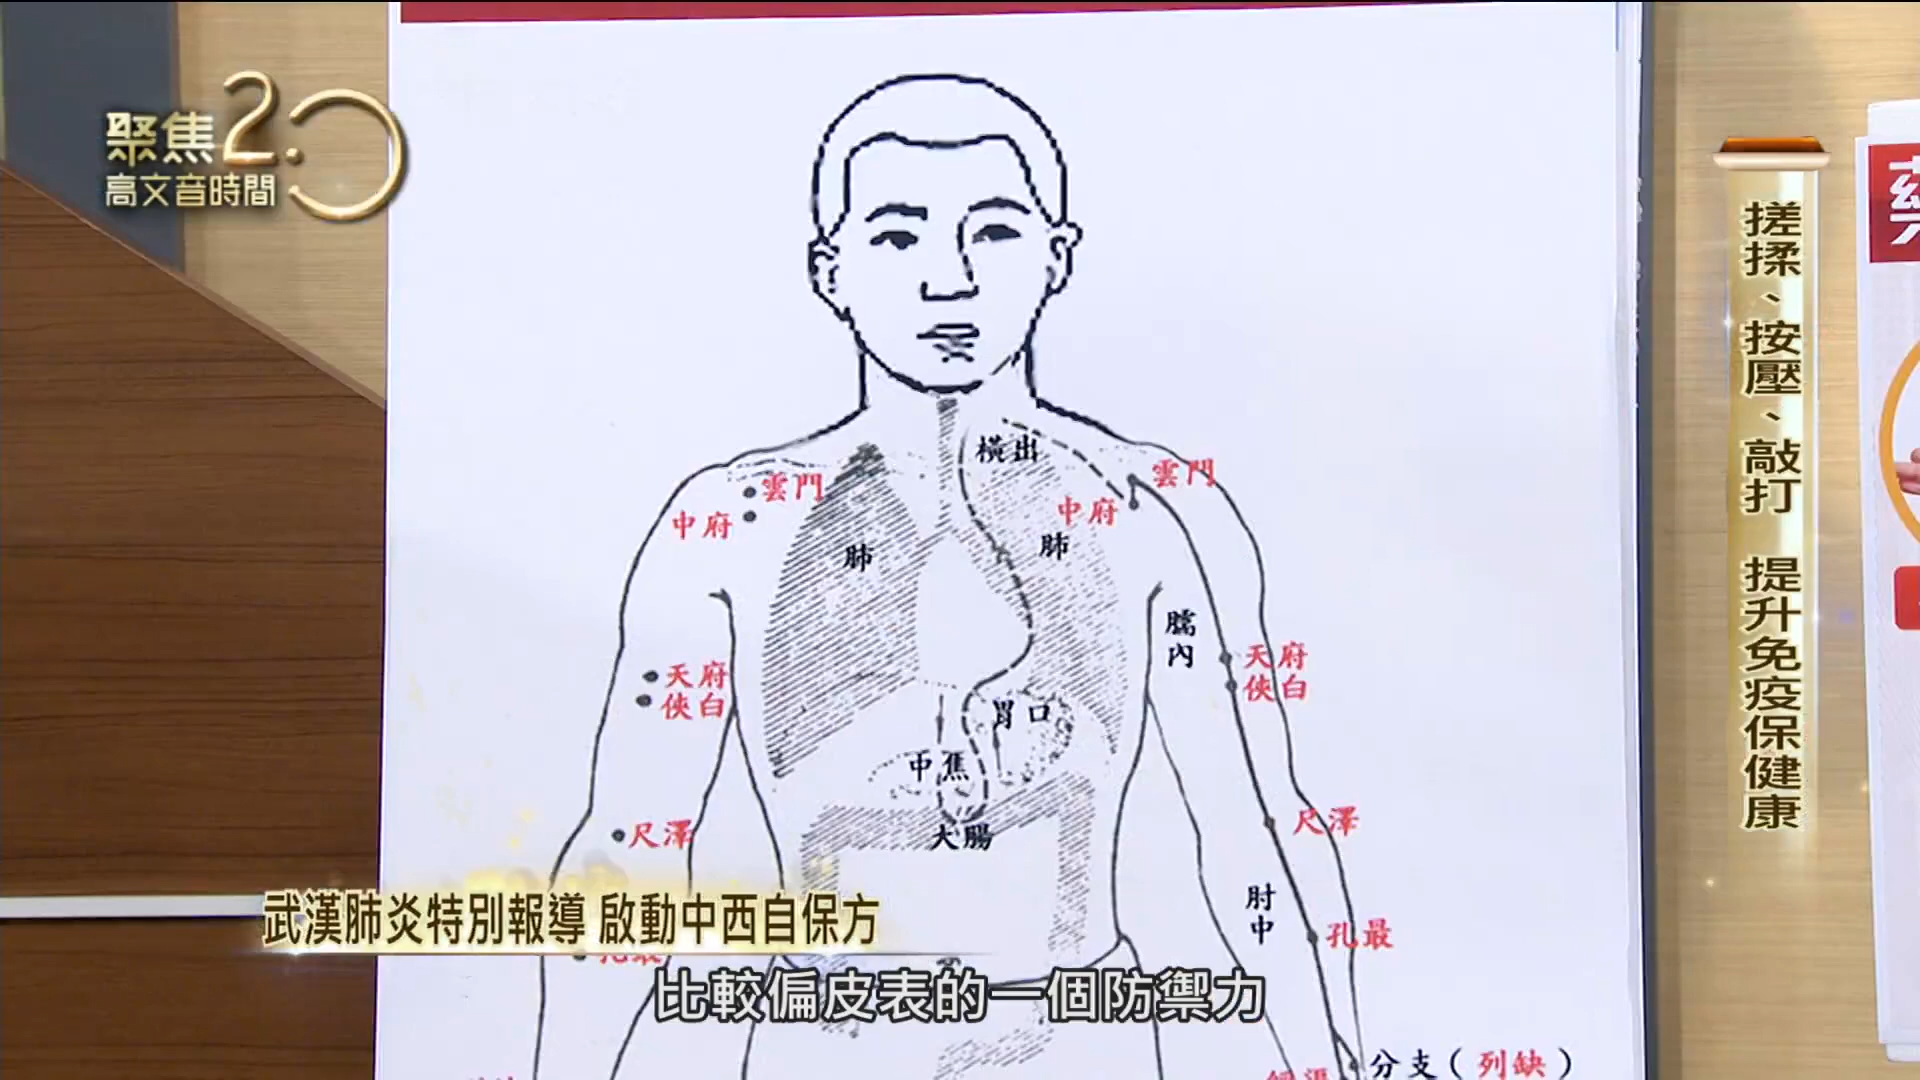 聚焦2.0
高文音時間
搓揉、按壓、敲打 提升免疫保健康
橫出
雲門
雲門
中府
中府
肺
肺
臑內
天府
天府
俠白
俠白
胃口
中焦
尺澤
尺澤
大腸
肘中
孔最
武漢肺炎特別報導 啟動中西自保方
比較偏皮表的一個防禦力
分支(列缺)